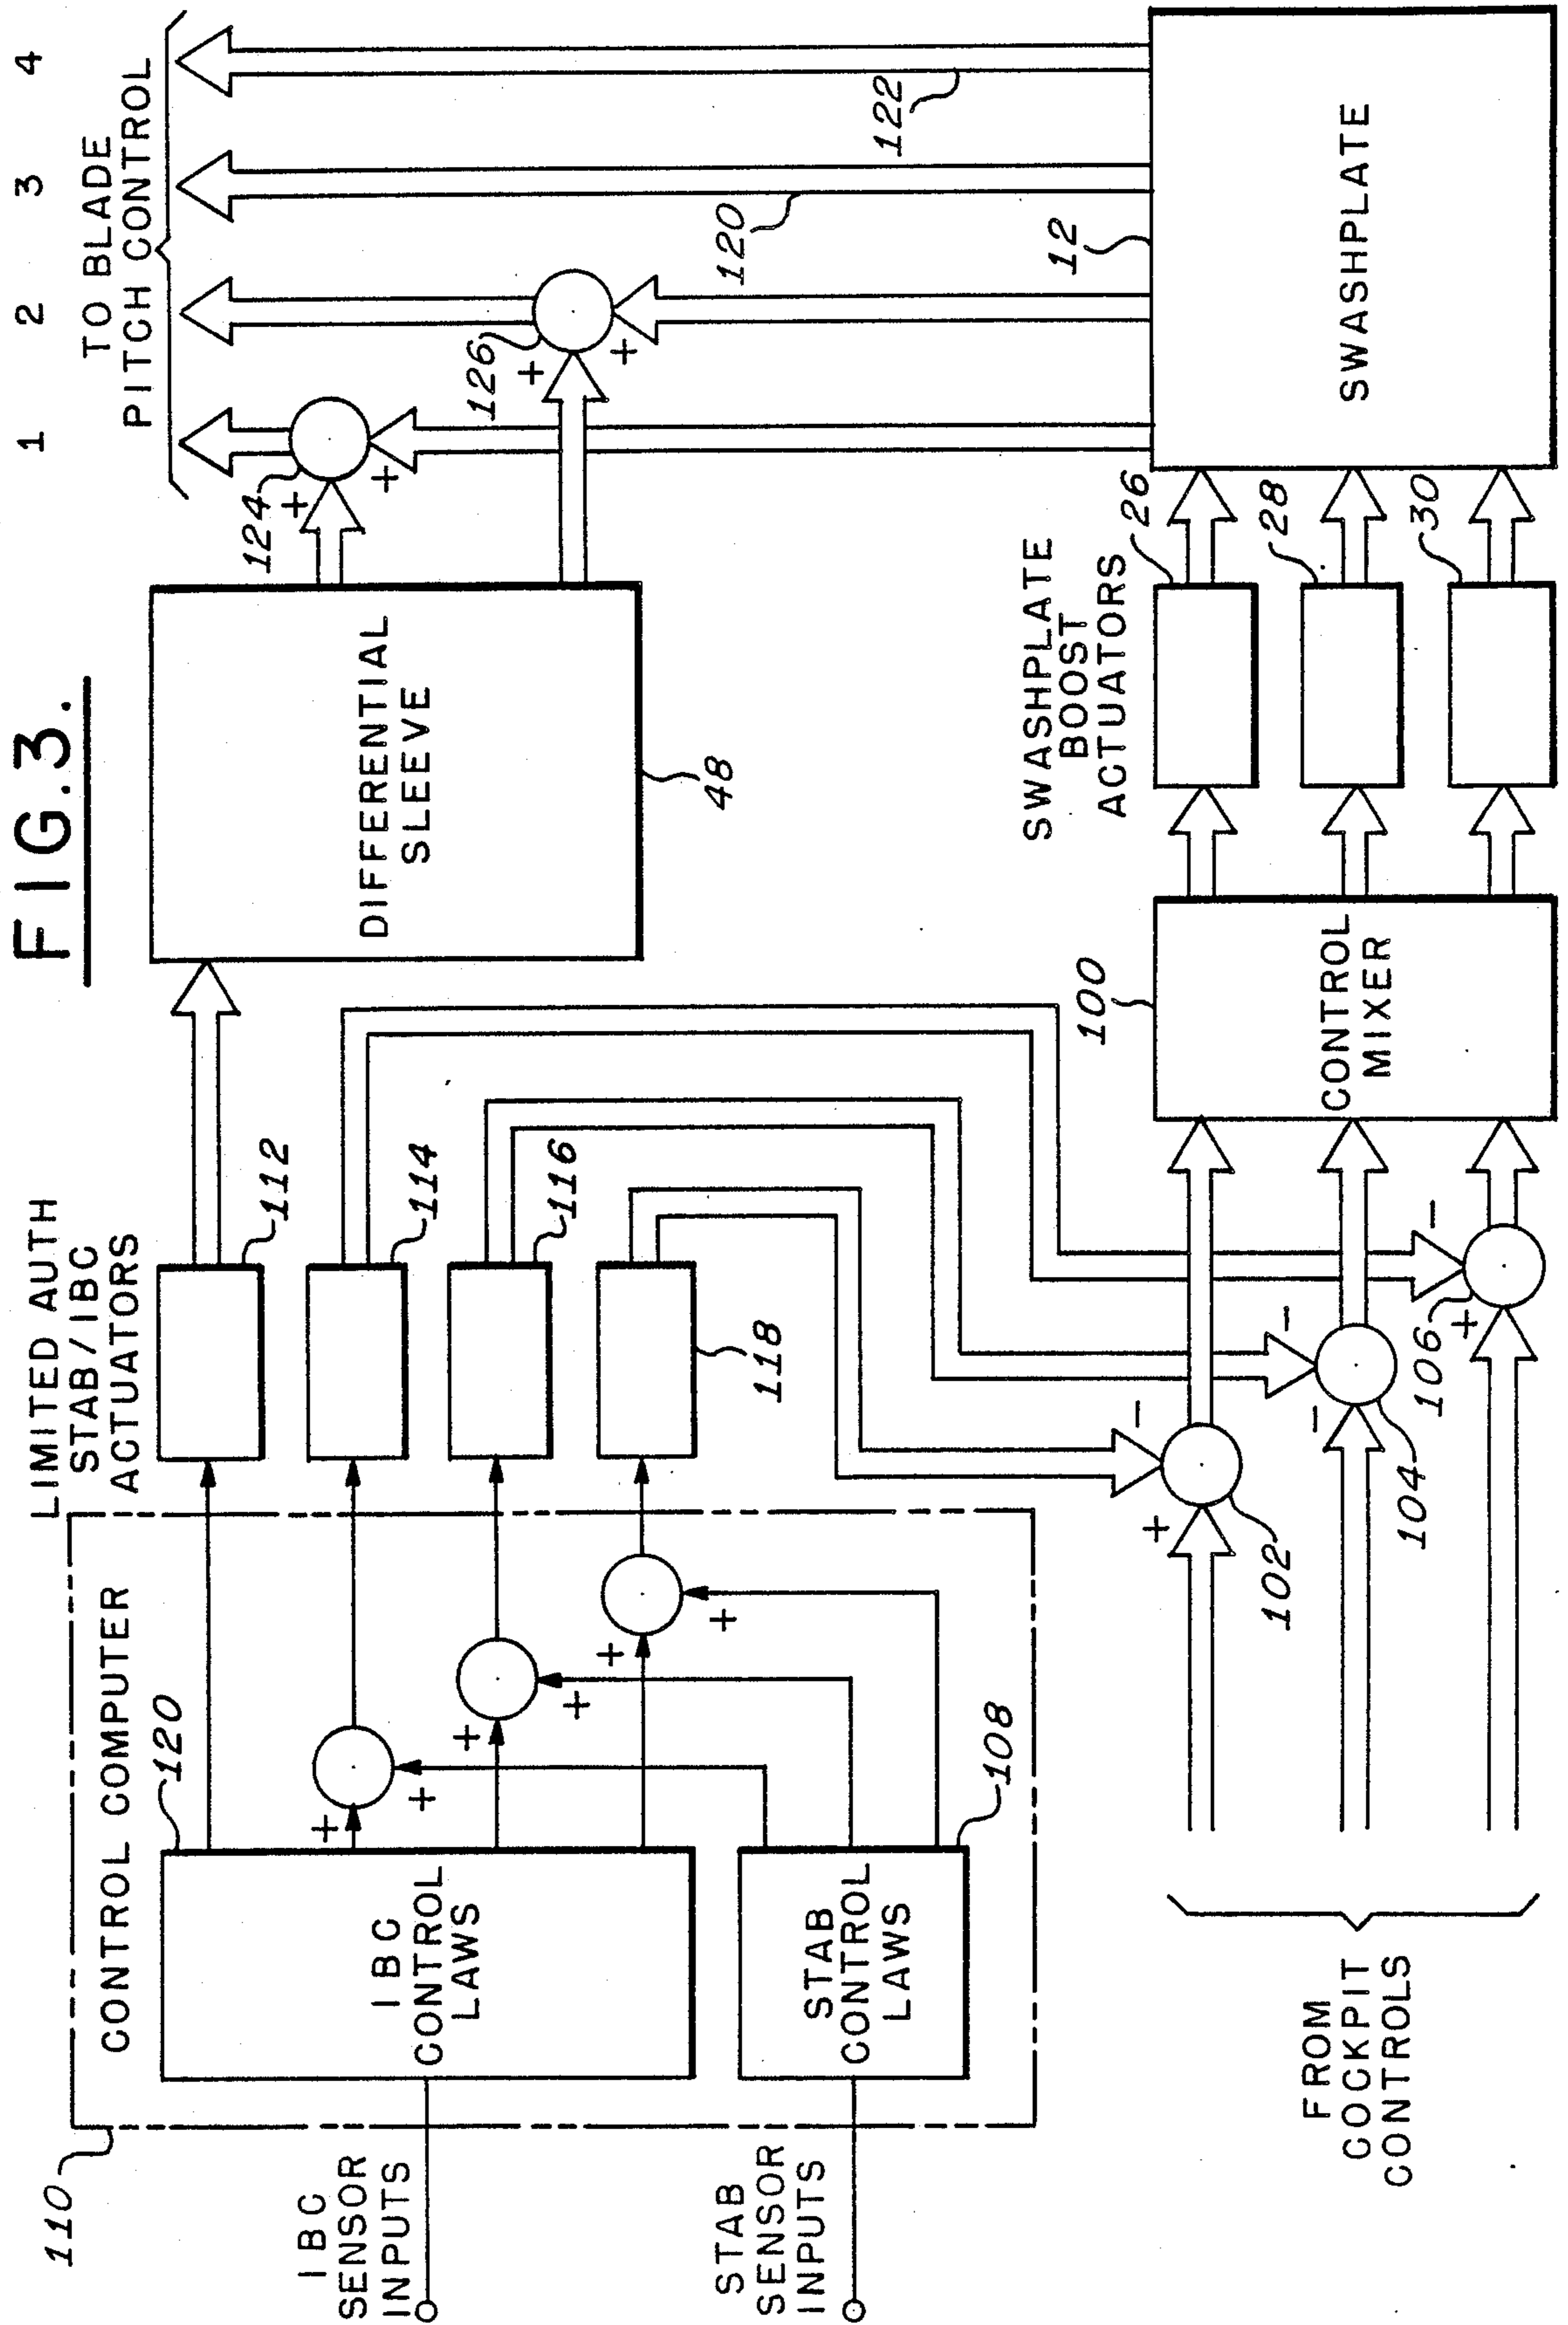 FIG.3.
1 2 3 4
TO BLADE
PITCH CONTROL
LIMITED AUTH
STAB/IBC
ACTUATORS
110
CONTROL COMPUTER
120
IBC
CONTROL
LAWS
+
+
+
+
+
+
STAB
CONTROL
LAWS
108
IBC
SENSOR
INPUTS
STAB
SENSOR
INPUTS
112
114
116
118
DIFFERENTIAL
SLEEVE
48
124
+
+
126
+
+
120
122
12
SWASHPLATE
SWASHPLATE
BOOST
ACTUATORS
26
28
30
100
CONTROL
MIXER
+
−
102
−
−
104
+
−
106
FROM
COCKPIT
CONTROLS